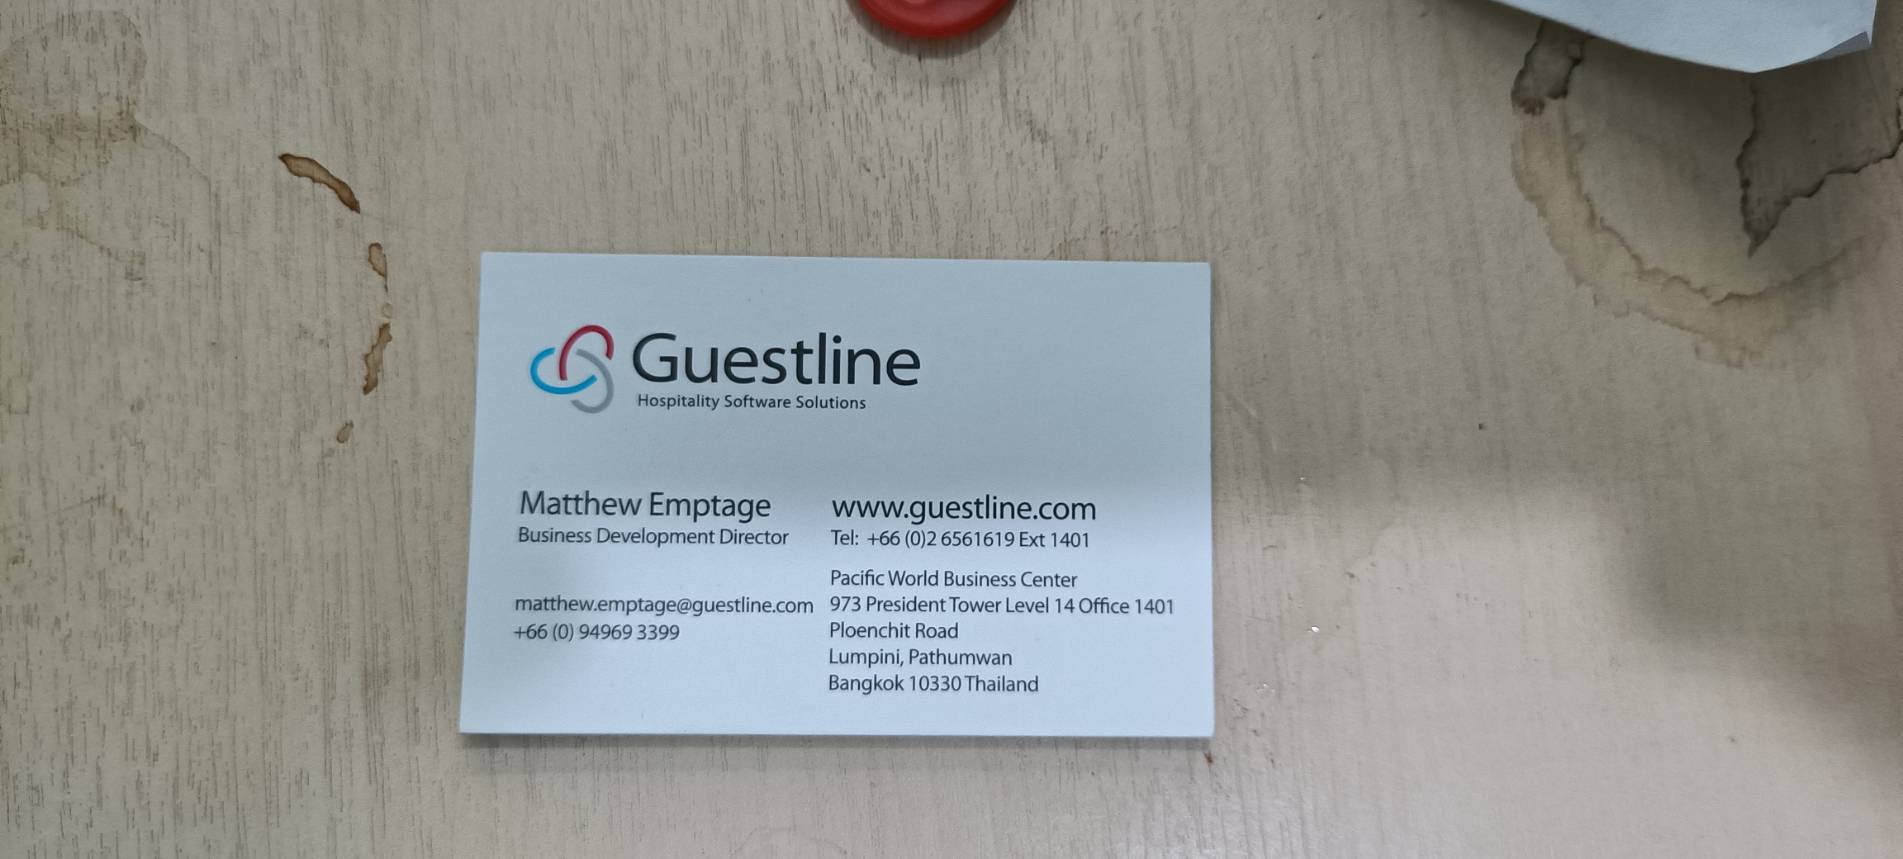 Guestline
Hospitality Software Solutions
Matthew Emptage
Business Development Director
matthew.emptage@guestline.com
+66 (0) 94969 3399
www.guestline.com
Tel: +66 (0)2 6561619 Ext 1401
Pacific World Business Center
973 President Tower Level 14 Office 1401
Ploenchit Road
Lumpini, Pathumwan
Bangkok 10330 Thailand